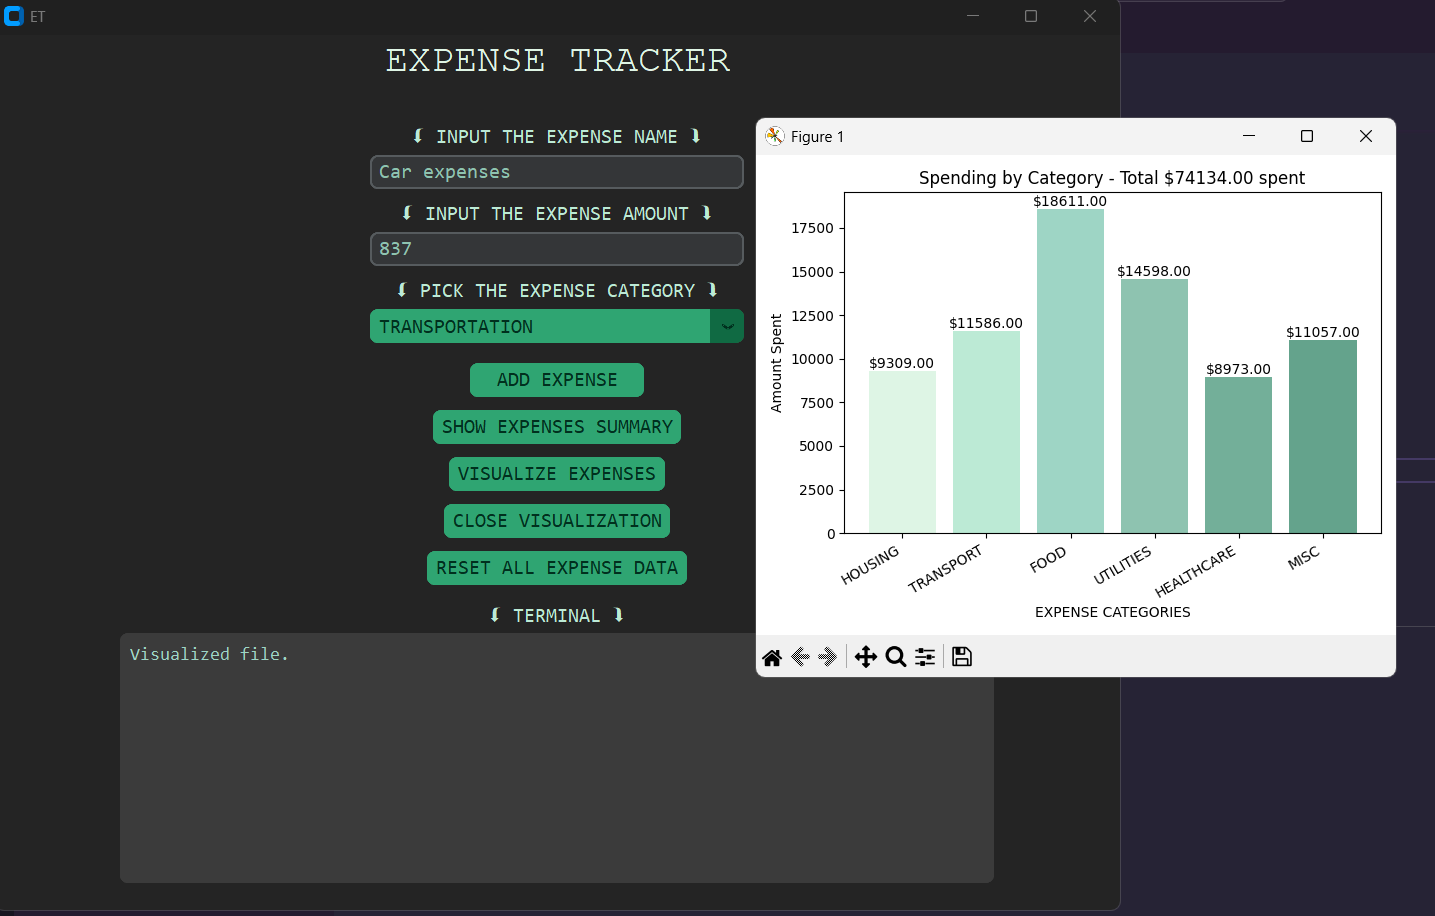 ET
EXPENSE TRACKER
INPUT THE EXPENSE NAME
Car expenses
INPUT THE EXPENSE AMOUNT
837
PICK THE EXPENSE CATEGORY
TRANSPORTATION
ADD EXPENSE
SHOW EXPENSES SUMMARY
VISUALIZE EXPENSES
CLOSE VISUALIZATION
RESET ALL EXPENSE DATA
TERMINAL
Visualized file.
Figure 1
Spending by Category - Total $74134.00 spent
Amount Spent
17500
15000
12500
10000
7500
5000
2500
0
$9309.00
$11586.00
$18611.00
$14598.00
$8973.00
$11057.00
HOUSING
TRANSPORT
FOOD
UTILITIES
HEALTHCARE
MISC
EXPENSE CATEGORIES